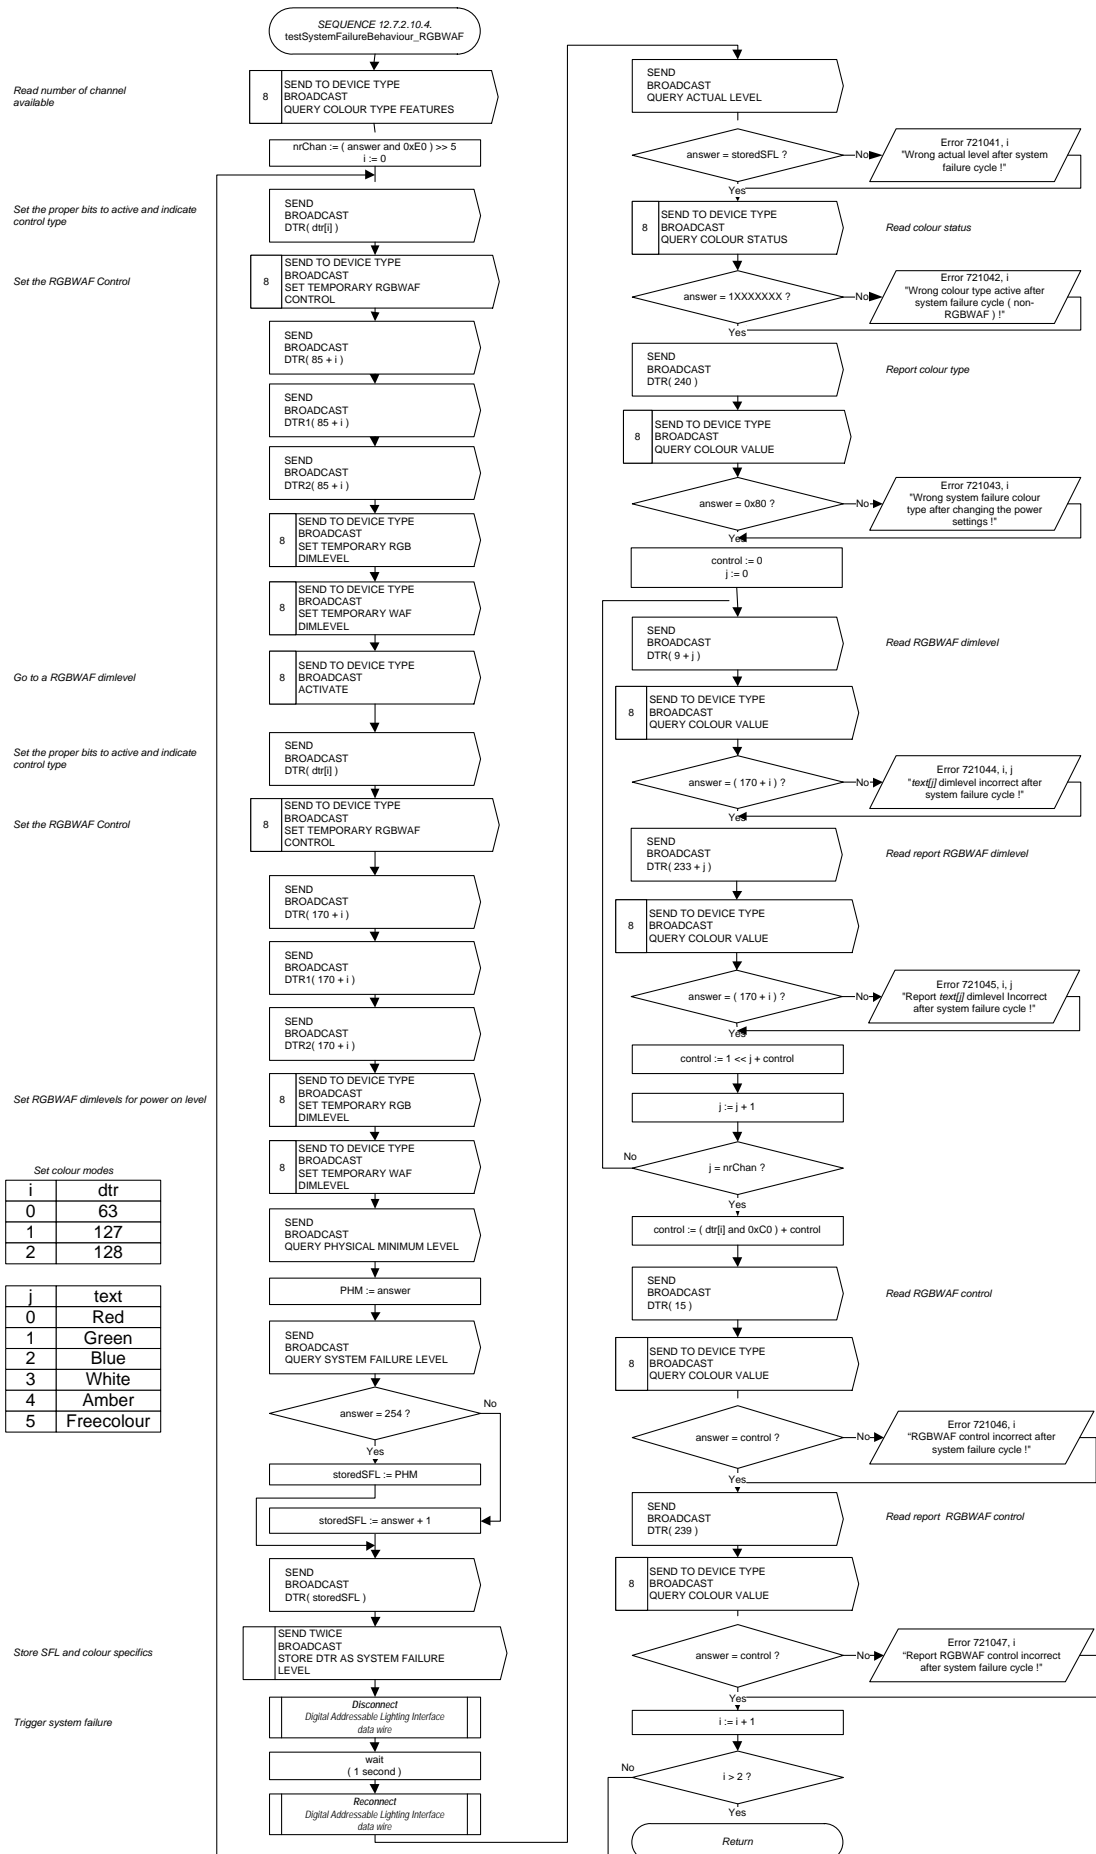 SEQUENCE 12.7.2.10.4.
testSystemFailureBehaviour_RGBWAF
Read number of channel
available
8
SEND TO DEVICE TYPE
BROADCAST
QUERY COLOUR TYPE FEATURES
nrChan := ( answer and 0xE0 ) >> 5
i := 0
Set the proper bits to active and indicate
control type
SEND
BROADCAST
DTR( dtr[i] )
Set the RGBWAF Control
8
SEND TO DEVICE TYPE
BROADCAST
SET TEMPORARY RGBWAF
CONTROL
SEND
BROADCAST
DTR( 85 + i )
SEND
BROADCAST
DTR1( 85 + i )
SEND
BROADCAST
DTR2( 85 + i )
8
SEND TO DEVICE TYPE
BROADCAST
SET TEMPORARY RGB
DIMLEVEL
8
SEND TO DEVICE TYPE
BROADCAST
SET TEMPORARY WAF
DIMLEVEL
Go to a RGBWAF dimlevel
8
SEND TO DEVICE TYPE
BROADCAST
ACTIVATE
Set the proper bits to active and indicate
control type
SEND
BROADCAST
DTR( dtr[i] )
Set the RGBWAF Control
8
SEND TO DEVICE TYPE
BROADCAST
SET TEMPORARY RGBWAF
CONTROL
SEND
BROADCAST
DTR( 170 + i )
SEND
BROADCAST
DTR1( 170 + i )
SEND
BROADCAST
DTR2( 170 + i )
Set RGBWAF dimlevels for power on level
8
SEND TO DEVICE TYPE
BROADCAST
SET TEMPORARY RGB
DIMLEVEL
8
SEND TO DEVICE TYPE
BROADCAST
SET TEMPORARY WAF
DIMLEVEL
Set colour modes
i dtr
0 63
1 127
2 128
j text
0 Red
1 Green
2 Blue
3 White
4 Amber
5 Freecolour
SEND
BROADCAST
QUERY PHYSICAL MINIMUM LEVEL
PHM := answer
SEND
BROADCAST
QUERY SYSTEM FAILURE LEVEL
answer = 254 ?
No
Yes
storedSFL := PHM
storedSFL := answer + 1
SEND
BROADCAST
DTR( storedSFL )
Store SFL and colour specifics
SEND TWICE
BROADCAST
STORE DTR AS SYSTEM FAILURE
LEVEL
Trigger system failure
Disconnect
Digital Addressable Lighting Interface
data wire
wait
( 1 second )
Reconnect
Digital Addressable Lighting Interface
data wire
SEND
BROADCAST
QUERY ACTUAL LEVEL
answer = storedSFL ?
No
Error 721041, i
"Wrong actual level after system
failure cycle !"
Yes
8
SEND TO DEVICE TYPE
BROADCAST
QUERY COLOUR STATUS
Read colour status
answer = 1XXXXXXX ?
No
Error 721042, i
"Wrong colour type active after
system failure cycle ( non-
RGBWAF ) !"
Yes
SEND
BROADCAST
DTR( 240 )
Report colour type
8
SEND TO DEVICE TYPE
BROADCAST
QUERY COLOUR VALUE
answer = 0x80 ?
No
Error 721043, i
"Wrong system failure colour
type after changing the power
settings !"
Yes
control := 0
j := 0
SEND
BROADCAST
DTR( 9 + j )
Read RGBWAF dimlevel
8
SEND TO DEVICE TYPE
BROADCAST
QUERY COLOUR VALUE
answer = ( 170 + i ) ?
No
Error 721044, i, j
"text[j] dimlevel incorrect after
system failure cycle !"
Yes
SEND
BROADCAST
DTR( 233 + j )
Read report RGBWAF dimlevel
8
SEND TO DEVICE TYPE
BROADCAST
QUERY COLOUR VALUE
answer = ( 170 + i ) ?
No
Error 721045, i, j
"Report text[j] dimlevel Incorrect
after system failure cycle !"
Yes
control := 1 << j + control
j := j + 1
No
j = nrChan ?
Yes
control := ( dtr[i] and 0xC0 ) + control
SEND
BROADCAST
DTR( 15 )
Read RGBWAF control
8
SEND TO DEVICE TYPE
BROADCAST
QUERY COLOUR VALUE
answer = control ?
No
Error 721046, i
“RGBWAF control incorrect after
system failure cycle !"
Yes
SEND
BROADCAST
DTR( 239 )
Read report RGBWAF control
8
SEND TO DEVICE TYPE
BROADCAST
QUERY COLOUR VALUE
answer = control ?
No
Error 721047, i
“Report RGBWAF control incorrect
after system failure cycle !"
Yes
i := i + 1
No
i > 2 ?
Yes
Return